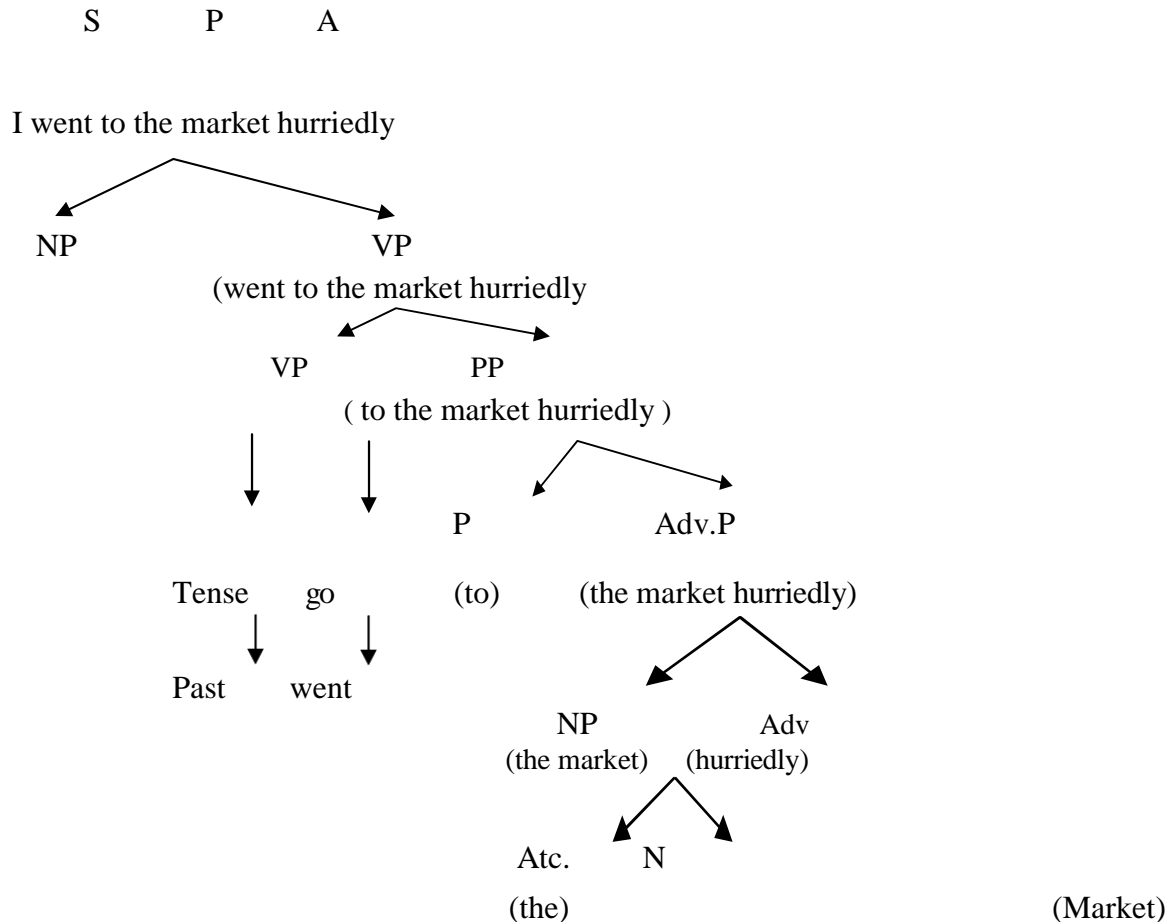 S P A
I went to the market hurriedly
NP VP
(went to the market hurriedly
VP PP
( to the market hurriedly )
P Adv.P
Tense go (to) (the market hurriedly)
Past went
NP Adv
(the market) (hurriedly)
Atc. N
(the) (Market)